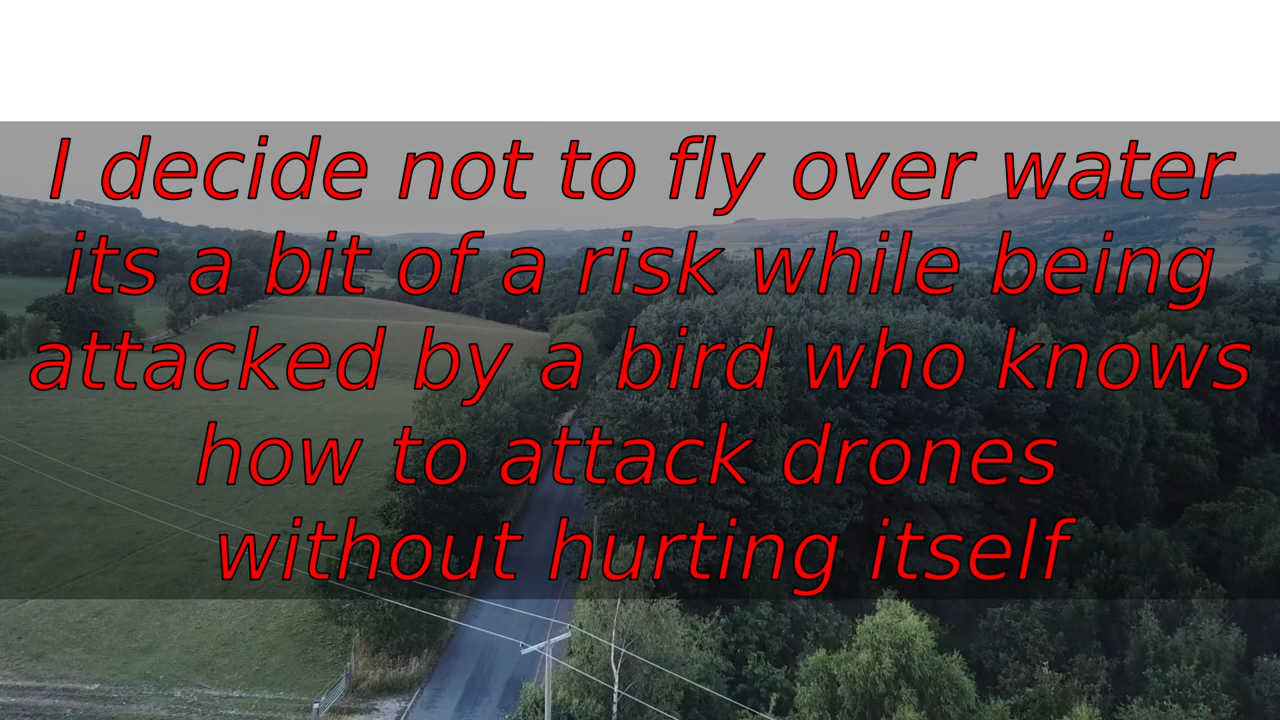 I decide not to fly over water
its a bit of a risk while being
attacked by a bird who knows
how to attack drones
without hurting itself